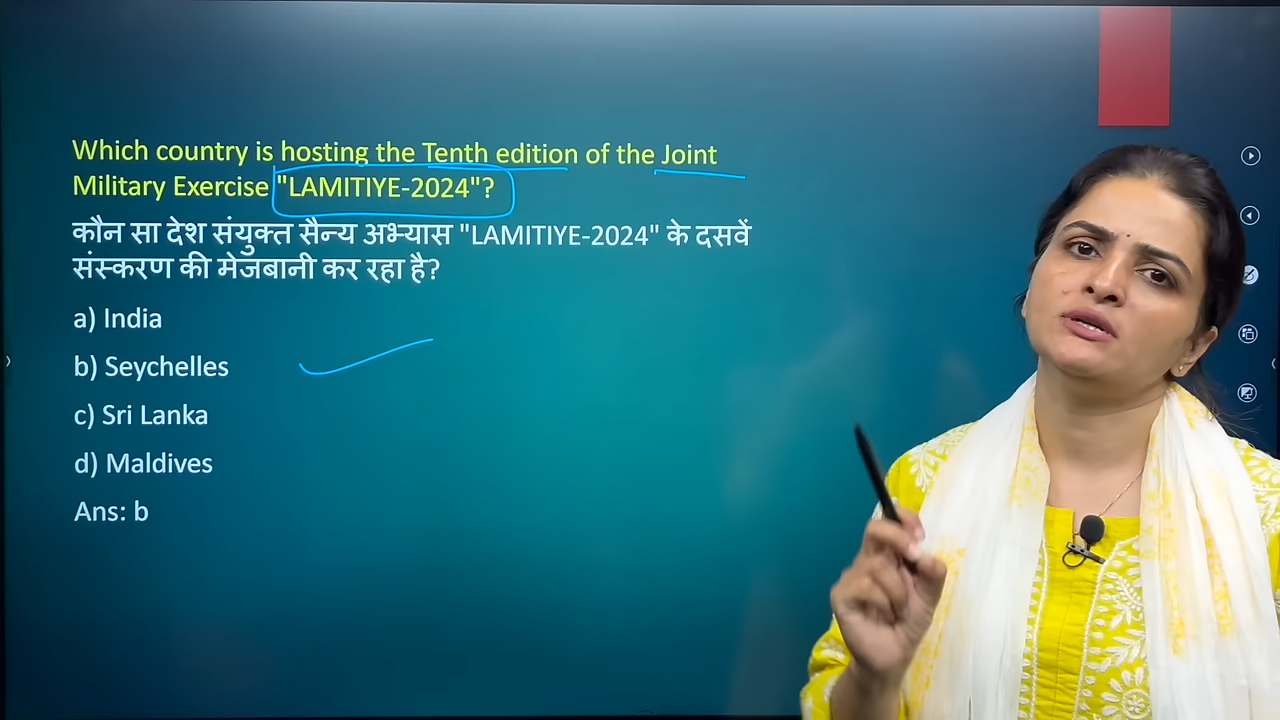 Which country is hosting the Tenth edition of the Joint
Military Exercise "LAMITIYE-2024"?
कौन सा देश संयुक्त सैन्य अभ्यास "LAMITIYE-2024" के दसवें
संस्करण की मेजबानी कर रहा है?
a) India
b) Seychelles
c) Sri Lanka
d) Maldives
Ans: b